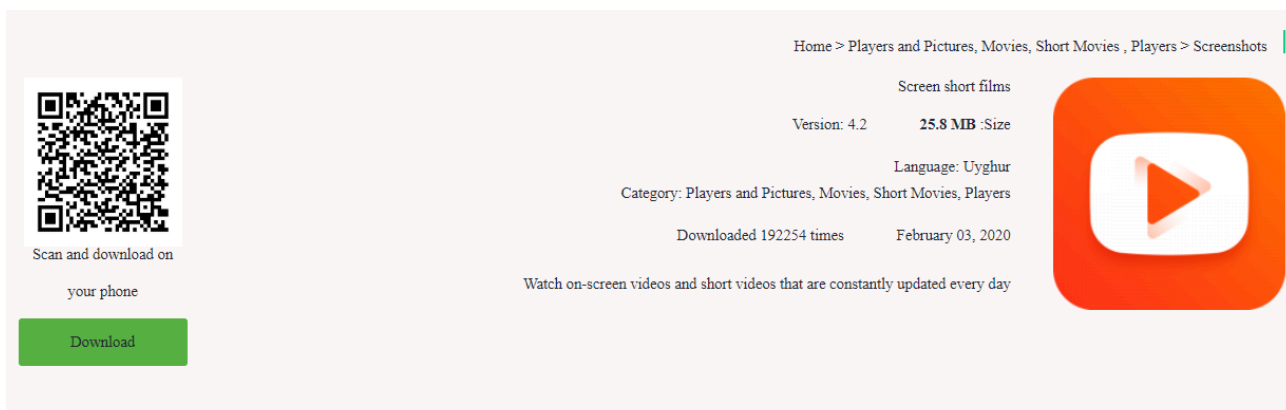 Home > Players and Pictures, Movies, Short Movies , Players > Screenshots
Screen short films
Version: 4.2 25.8 MB :Size
Language: Uyghur
Category: Players and Pictures, Movies, Short Movies, Players
Downloaded 192254 times February 03, 2020
Watch on-screen videos and short videos that are constantly updated every day
Scan and download on
your phone
Download